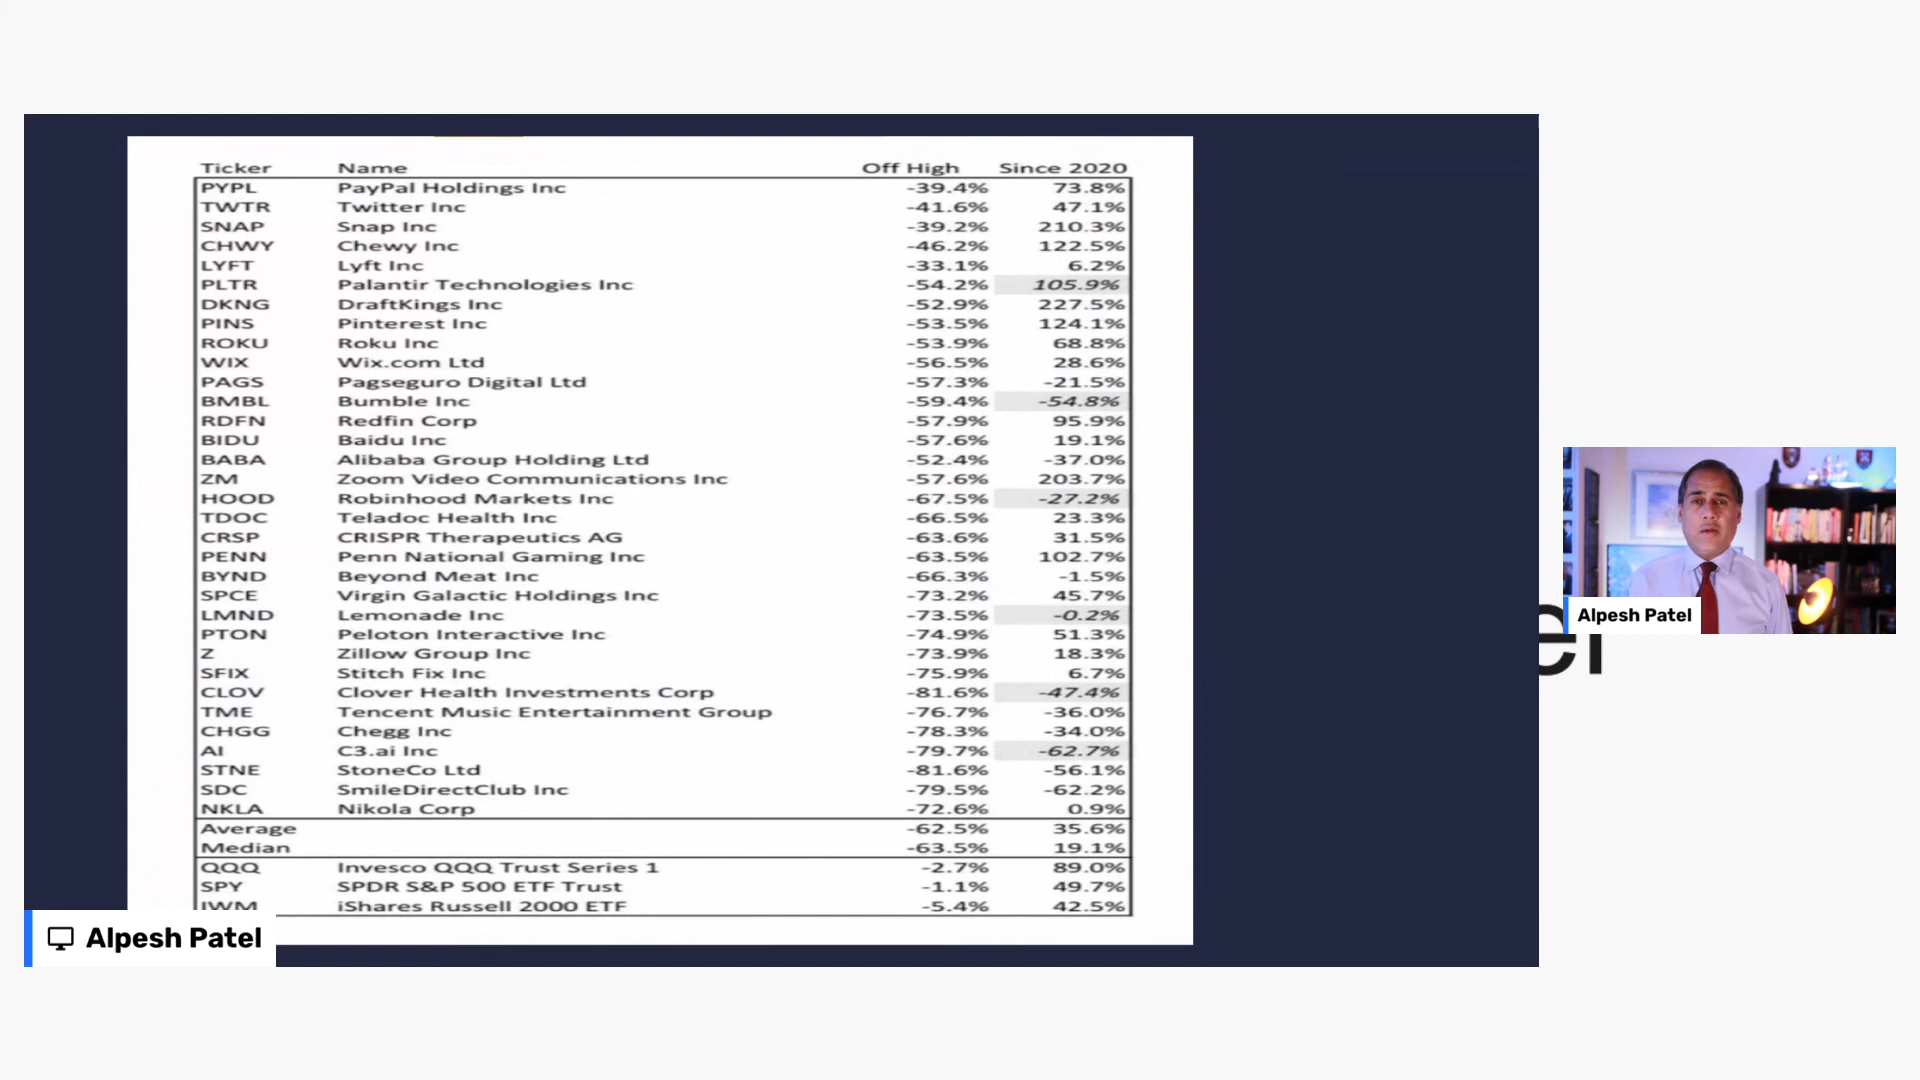 Ticker Name Off High Since 2020
PYPL PayPal Holdings Inc -39.4% 73.8%
TWTR Twitter Inc -41.6% 47.1%
SNAP Snap Inc -39.2% 210.3%
CHWY Chewy Inc -46.2% 122.5%
LYFT Lyft Inc -33.1% 6.2%
PLTR Palantir Technologies Inc -54.2% 105.9%
DKNG DraftKings Inc -52.9% 227.5%
PINS Pinterest Inc -53.5% 124.1%
ROKU Roku Inc -53.9% 68.8%
WIX Wix.com Ltd -56.5% 28.6%
PAGS Pagseguro Digital Ltd -57.3% -21.5%
BMBL Bumble Inc -59.4% -54.8%
RDFN Redfin Corp -57.9% 95.9%
BIDU Baidu Inc -57.6% 19.1%
BABA Alibaba Group Holding Ltd -52.4% -37.0%
ZM Zoom Video Communications Inc -57.6% 203.7%
HOOD Robinhood Markets Inc -67.5% -27.2%
TDOC Teladoc Health Inc -66.5% 23.3%
CRSP CRISPR Therapeutics AG -63.6% 31.5%
PENN Penn National Gaming Inc -63.5% 102.7%
BYND Beyond Meat Inc -66.3% -1.5%
SPCE Virgin Galactic Holdings Inc -73.2% 45.7%
LMND Lemonade Inc -73.5% -0.2%
PTON Peloton Interactive Inc -74.9% 51.3%
Z Zillow Group Inc -73.9% 18.3%
SFIX Stitch Fix Inc -75.9% 6.7%
CLOV Clover Health Investments Corp -81.6% -47.4%
TME Tencent Music Entertainment Group -76.7% -36.0%
CHGG Chegg Inc -78.3% -34.0%
AI C3.ai Inc -79.7% -62.7%
STNE StoneCo Ltd -81.6% -56.1%
SDC SmileDirectClub Inc -79.5% -62.2%
NKLA Nikola Corp -72.6% 0.9%
Average -62.5% 35.6%
Median -63.5% 19.1%
QQQ Invesco QQQ Trust Series 1 -2.7% 89.0%
SPY SPDR S&P 500 ETF Trust -1.1% 49.7%
IWM iShares Russell 2000 ETF -5.4% 42.5%
Alpesh Patel
Alpesh Patel